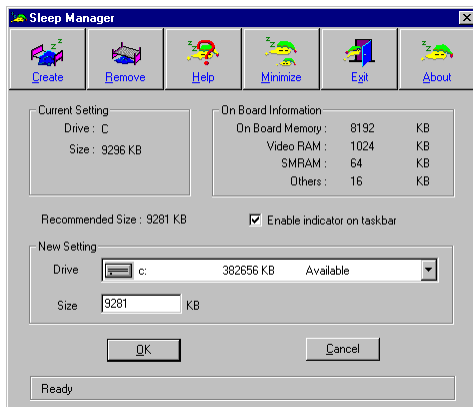 Sleep Manager
Create Remove Help Minimize Exit About
Current Setting
Drive : C
Size : 9296 KB
On Board Information
On Board Memory : 8192 KB
Video RAM : 1024 KB
SMRAM : 64 KB
Others : 16 KB
Recommended Size : 9281 KB
Enable indicator on taskbar
New Setting
Drive c: 382656 KB Available
Size 9281 KB
OK Cancel
Ready